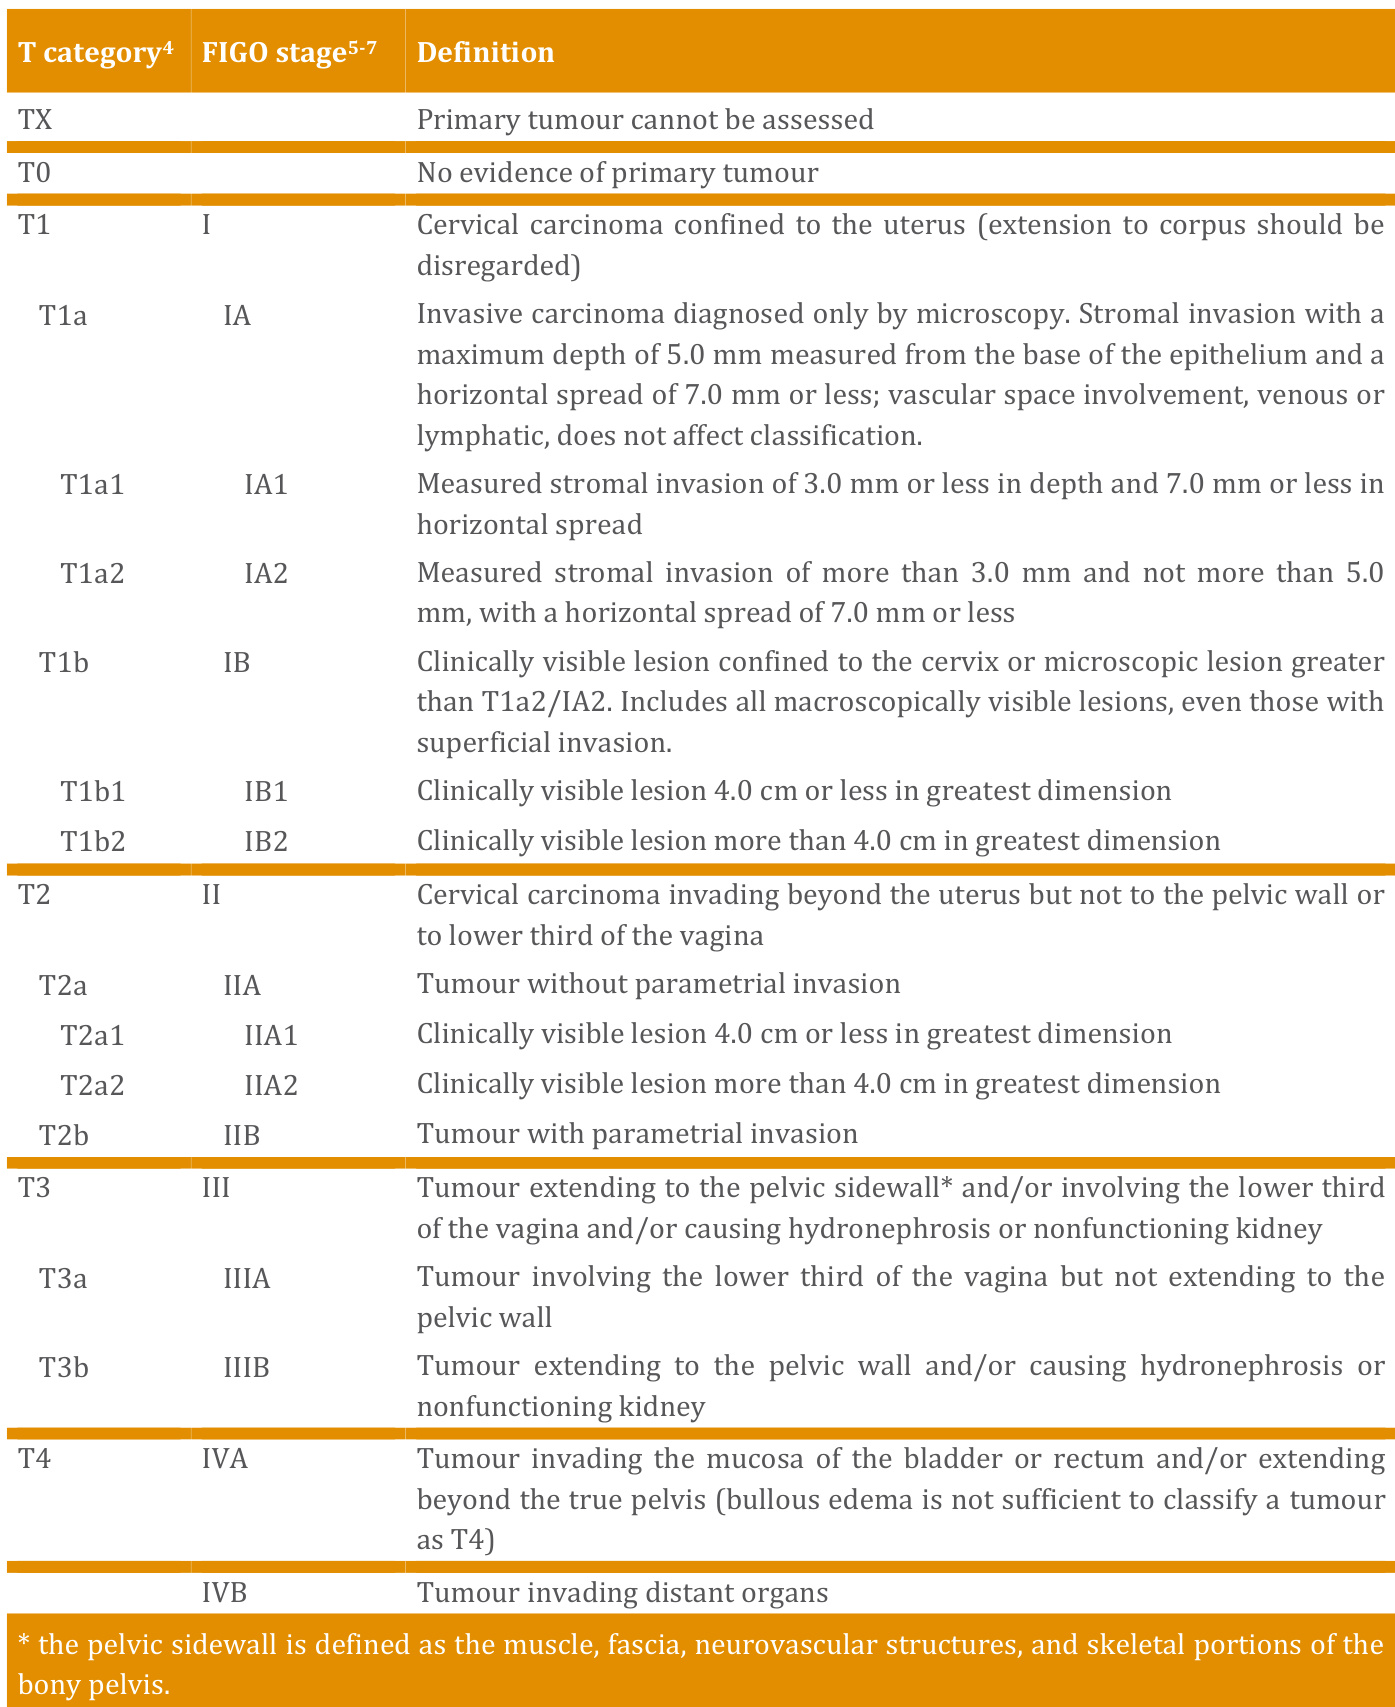 T category⁴ FIGO stage⁵⁻⁷ Definition
TX Primary tumour cannot be assessed
T0 No evidence of primary tumour
T1 I Cervical carcinoma confined to the uterus (extension to corpus should be
disregarded)
T1a IA Invasive carcinoma diagnosed only by microscopy. Stromal invasion with a
maximum depth of 5.0 mm measured from the base of the epithelium and a
horizontal spread of 7.0 mm or less; vascular space involvement, venous or
lymphatic, does not affect classification.
T1a1 IA1 Measured stromal invasion of 3.0 mm or less in depth and 7.0 mm or less in
horizontal spread
T1a2 IA2 Measured stromal invasion of more than 3.0 mm and not more than 5.0
mm, with a horizontal spread of 7.0 mm or less
T1b IB Clinically visible lesion confined to the cervix or microscopic lesion greater
than T1a2/IA2. Includes all macroscopically visible lesions, even those with
superficial invasion.
T1b1 IB1 Clinically visible lesion 4.0 cm or less in greatest dimension
T1b2 IB2 Clinically visible lesion more than 4.0 cm in greatest dimension
T2 II Cervical carcinoma invading beyond the uterus but not to the pelvic wall or
to lower third of the vagina
T2a IIA Tumour without parametrial invasion
T2a1 IIA1 Clinically visible lesion 4.0 cm or less in greatest dimension
T2a2 IIA2 Clinically visible lesion more than 4.0 cm in greatest dimension
T2b IIB Tumour with parametrial invasion
T3 III Tumour extending to the pelvic sidewall* and/or involving the lower third
of the vagina and/or causing hydronephrosis or nonfunctioning kidney
T3a IIIA Tumour involving the lower third of the vagina but not extending to the
pelvic wall
T3b IIIB Tumour extending to the pelvic wall and/or causing hydronephrosis or
nonfunctioning kidney
T4 IVA Tumour invading the mucosa of the bladder or rectum and/or extending
beyond the true pelvis (bullous edema is not sufficient to classify a tumour
as T4)
IVB Tumour invading distant organs
* the pelvic sidewall is defined as the muscle, fascia, neurovascular structures, and skeletal portions of the
bony pelvis.